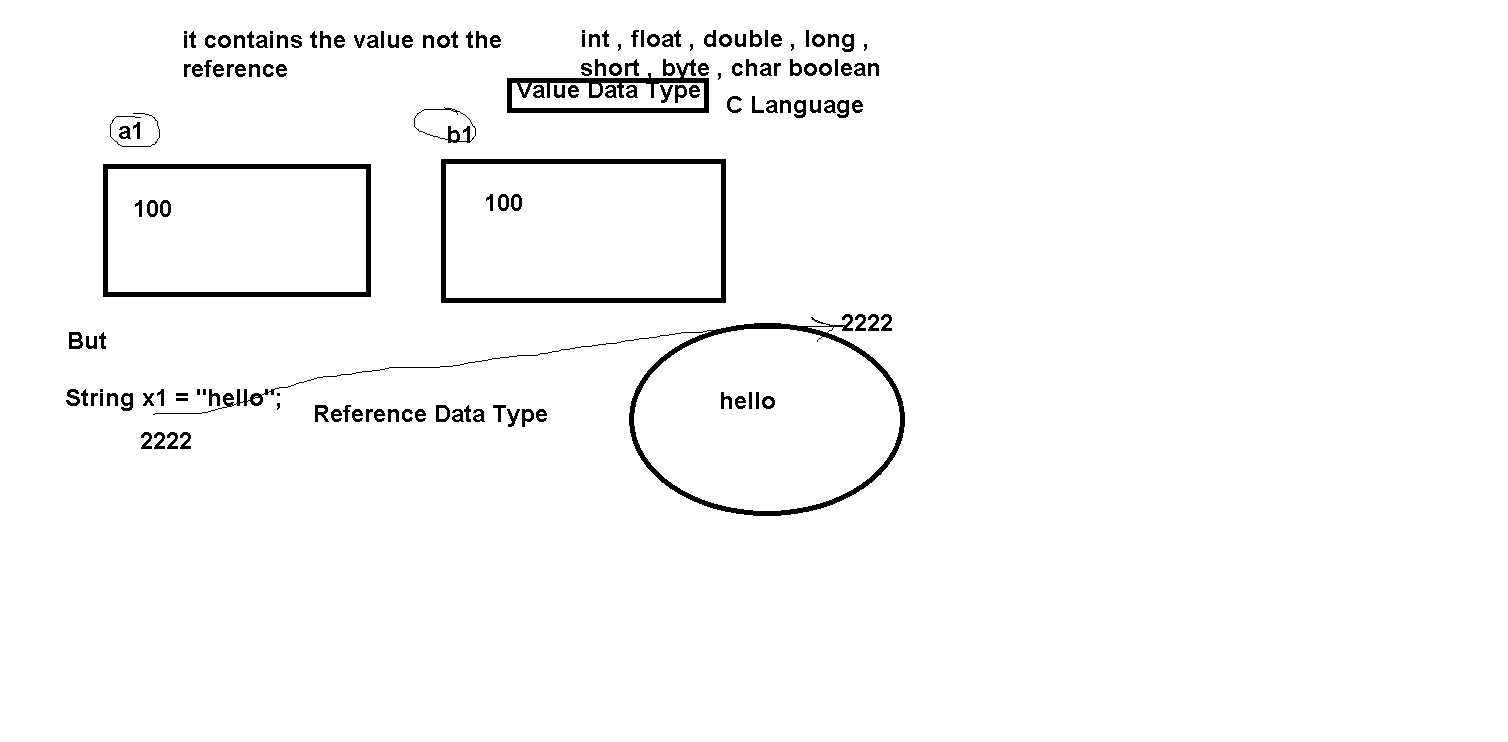 it contains the value not the
reference
int , float , double , long ,
short , byte , char boolean
Value Data Type
C Language
a1
b1
100
100
But
2222
String x1 = "hello";
hello
Reference Data Type
2222